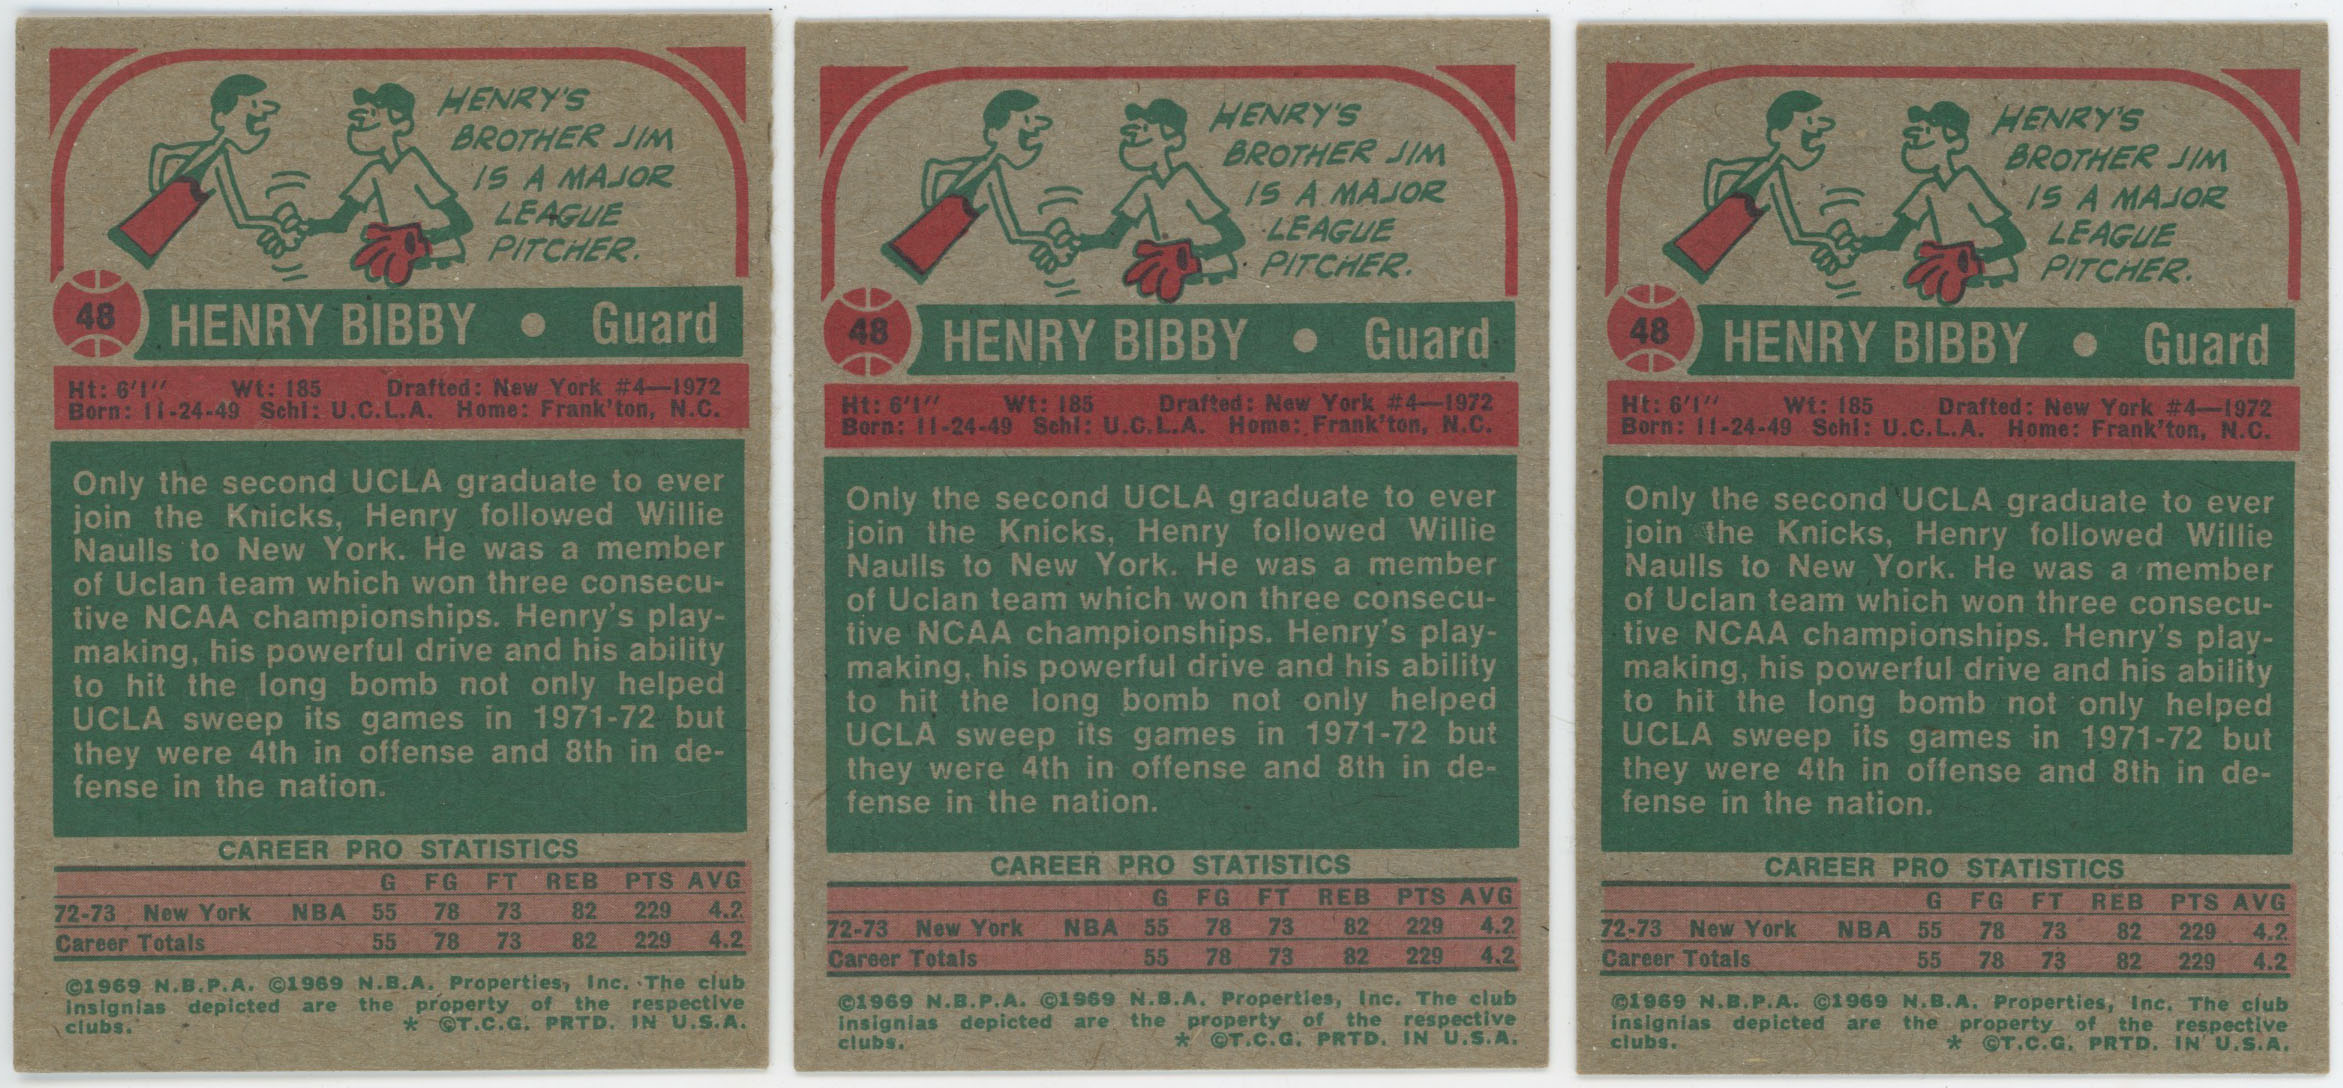 HENRY'S
BROTHER JIM
IS A MAJOR
LEAGUE
PITCHER.
48 HENRY BIBBY • Guard
Ht: 6'1'' Wt: 185 Drafted: New York #4—1972
Born: 11-24-49 Schl: U.C.L.A. Home: Frank'ton, N.C.
Only the second UCLA graduate to ever
join the Knicks, Henry followed Willie
Naulls to New York. He was a member
of Uclan team which won three consecu-
tive NCAA championships. Henry's play-
making, his powerful drive and his ability
to hit the long bomb not only helped
UCLA sweep its games in 1971-72 but
they were 4th in offense and 8th in de-
fense in the nation.
CAREER PRO STATISTICS
G FG FT REB PTS AVG
72-73 New York NBA 55 78 73 82 229 4.2
Career Totals 55 78 73 82 229 4.2
©1969 N.B.P.A. ©1969 N.B.A. Properties, Inc. The club
insignias depicted are the property of the respective
clubs. * ©T.C.G. PRTD. IN U.S.A.
HENRY'S
BROTHER JIM
IS A MAJOR
LEAGUE
PITCHER.
48 HENRY BIBBY • Guard
Ht: 6'1'' Wt: 185 Drafted: New York #4—1972
Born: 11-24-49 Schl: U.C.L.A. Home: Frank'ton, N.C.
Only the second UCLA graduate to ever
join the Knicks, Henry followed Willie
Naulls to New York. He was a member
of Uclan team which won three consecu-
tive NCAA championships. Henry's play-
making, his powerful drive and his ability
to hit the long bomb not only helped
UCLA sweep its games in 1971-72 but
they were 4th in offense and 8th in de-
fense in the nation.
CAREER PRO STATISTICS
G FG FT REB PTS AVG
72-73 New York NBA 55 78 73 82 229 4.2
Career Totals 55 78 73 82 229 4.2
©1969 N.B.P.A. ©1969 N.B.A. Properties, Inc. The club
insignias depicted are the property of the respective
clubs. * ©T.C.G. PRTD. IN U.S.A.
HENRY'S
BROTHER JIM
IS A MAJOR
LEAGUE
PITCHER.
48 HENRY BIBBY • Guard
Ht: 6'1'' Wt: 185 Drafted: New York #4—1972
Born: 11-24-49 Schl: U.C.L.A. Home: Frank'ton, N.C.
Only the second UCLA graduate to ever
join the Knicks, Henry followed Willie
Naulls to New York. He was a member
of Uclan team which won three consecu-
tive NCAA championships. Henry's play-
making, his powerful drive and his ability
to hit the long bomb not only helped
UCLA sweep its games in 1971-72 but
they were 4th in offense and 8th in de-
fense in the nation.
CAREER PRO STATISTICS
G FG FT REB PTS AVG
72-73 New York NBA 55 78 73 82 229 4.2
Career Totals 55 78 73 82 229 4.2
©1969 N.B.P.A. ©1969 N.B.A. Properties, Inc. The club
insignias depicted are the property of the respective
clubs. * ©T.C.G. PRTD. IN U.S.A.